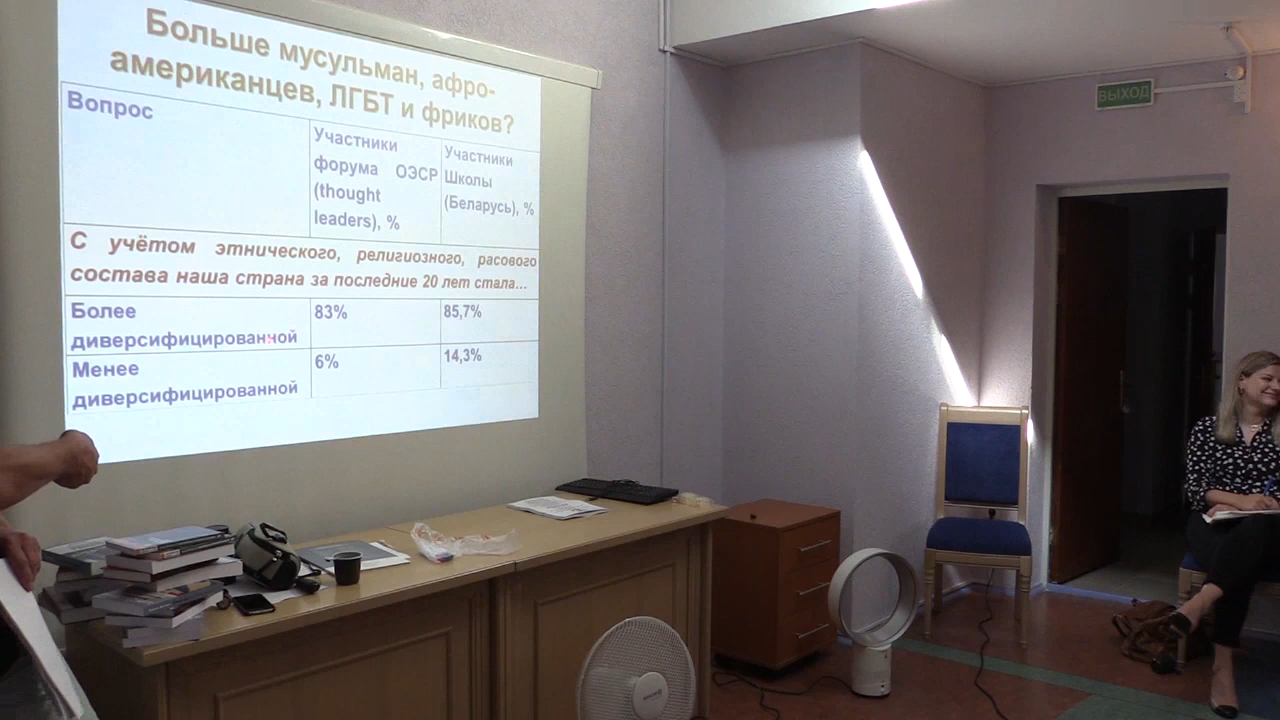 Больше мусульман, афро-
американцев, ЛГБТ и фриков?
Вопрос
Участники
форума ОЭСР
(thought
leaders), %
Участники
Школы
(Беларусь), %
С учётом этнического, религиозного, расового
состава наша страна за последние 20 лет стала...
Более
диверсифицированной
83%
85,7%
Менее
диверсифицированной
6%
14,3%
ВЫХОД